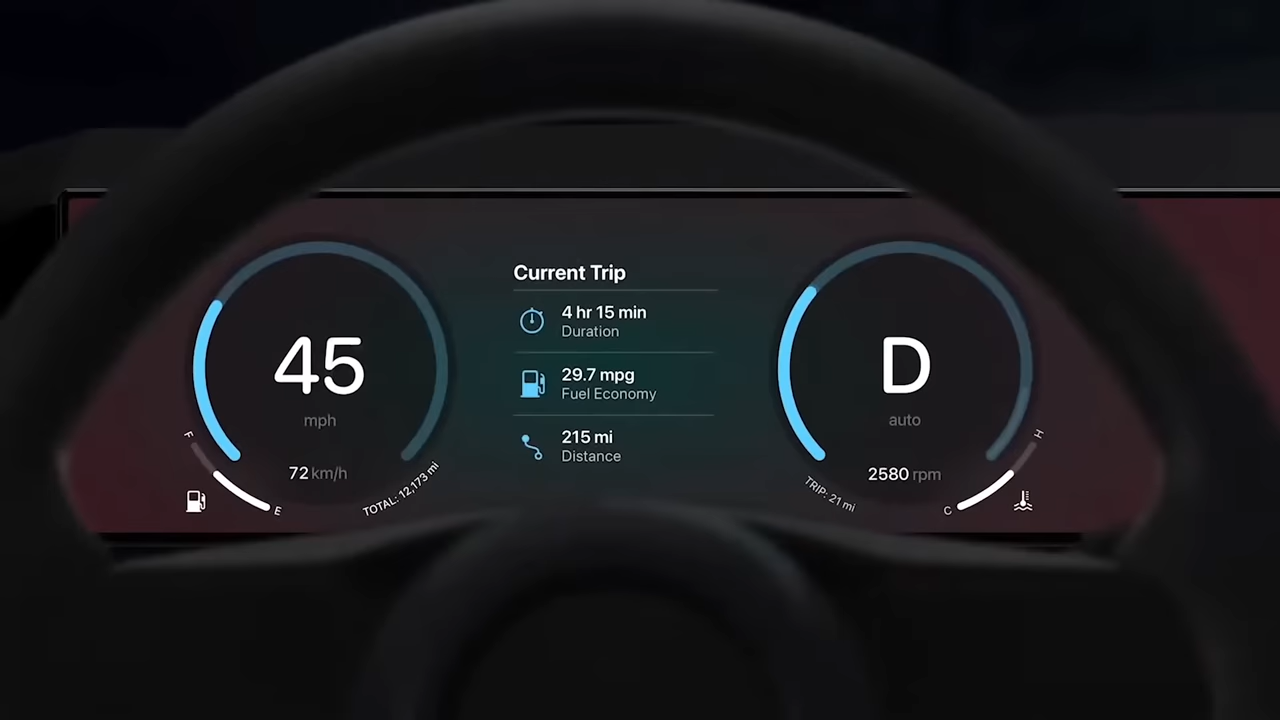 Current Trip
4 hr 15 min
Duration
29.7 mpg
Fuel Economy
215 mi
Distance
45
mph
72 km/h
F
E
TOTAL: 12,173 mi
D
auto
2580 rpm
TRIP: 21 mi
C
H